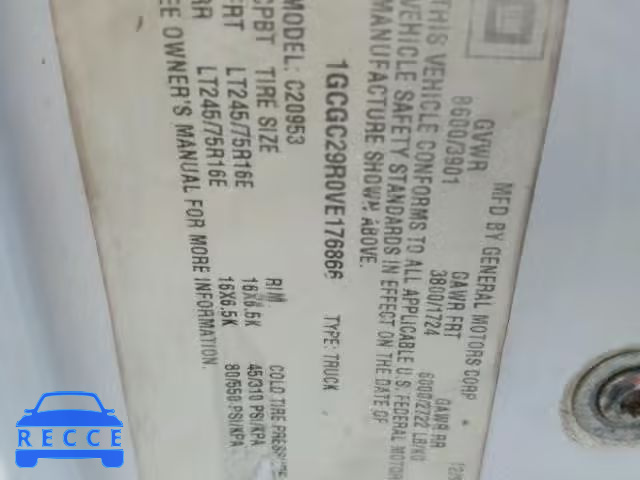 GM
MFD BY GENERAL MOTORS CORP
GVWR GAWR FRT GAWR RR
8600/3901 3800/1724 6000/2722 LB/KG
THIS VEHICLE CONFORMS TO ALL APPLICABLE U.S. FEDERAL MOTOR
VEHICLE SAFETY STANDARDS IN EFFECT ON THE DATE OF
MANUFACTURE SHOWN ABOVE.
1GCGC29R0VE176866 TYPE: TRUCK
MODEL: C20953
TIRE SIZE RIM COLD TIRE PRESSURE
LT245/75R16E 16X6.5K 45/310 PSI/KPA
LT245/75R16E 16X6.5K 80/550 PSI/KPA
OWNER'S MANUAL FOR MORE INFORMATION.
RECCE